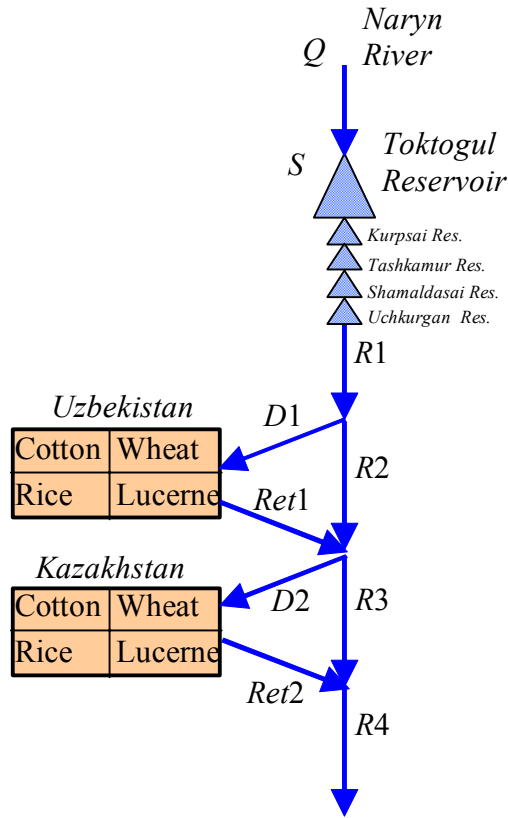 Naryn
River
Q
Toktogul
Reservoir
S
Kurpsai Res.
Tashkamur Res.
Shamaldasai Res.
Uchkurgan Res.
R1
Uzbekistan
D1
Cotton Wheat
Rice Lucerne
R2
Ret1
Kazakhstan
D2
Cotton Wheat
Rice Lucerne
R3
Ret2
R4